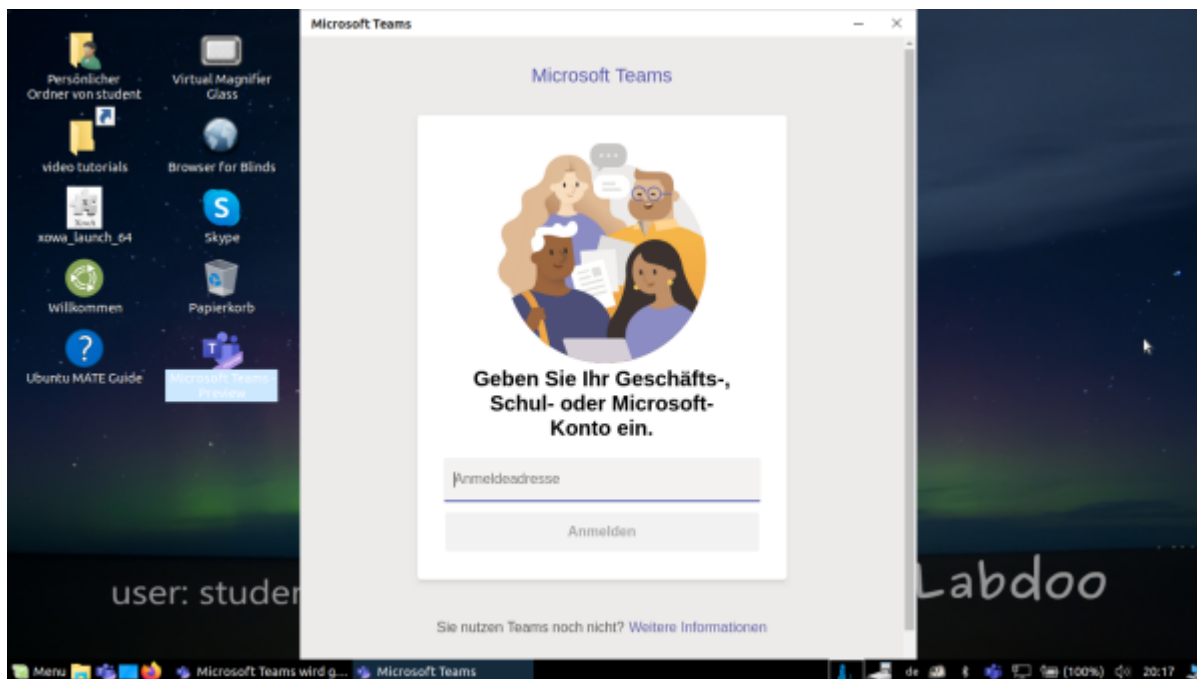 Microsoft Teams
Persönlicher
Ordner von student
Virtual Magnifier
Glass
video tutorials
Browser for Blinds
xowa_launch_64
Skype
Willkommen
Papierkorb
Ubuntu MATE Guide
Microsoft Teams -
Preview
Microsoft Teams
Geben Sie Ihr Geschäfts-,
Schul- oder Microsoft-
Konto ein.
Anmeldeadresse
Anmelden
Sie nutzen Teams noch nicht? Weitere Informationen
user: studen
Labdoo
Menu
Microsoft Teams wird g...
Microsoft Teams
de
(100%)
20:17